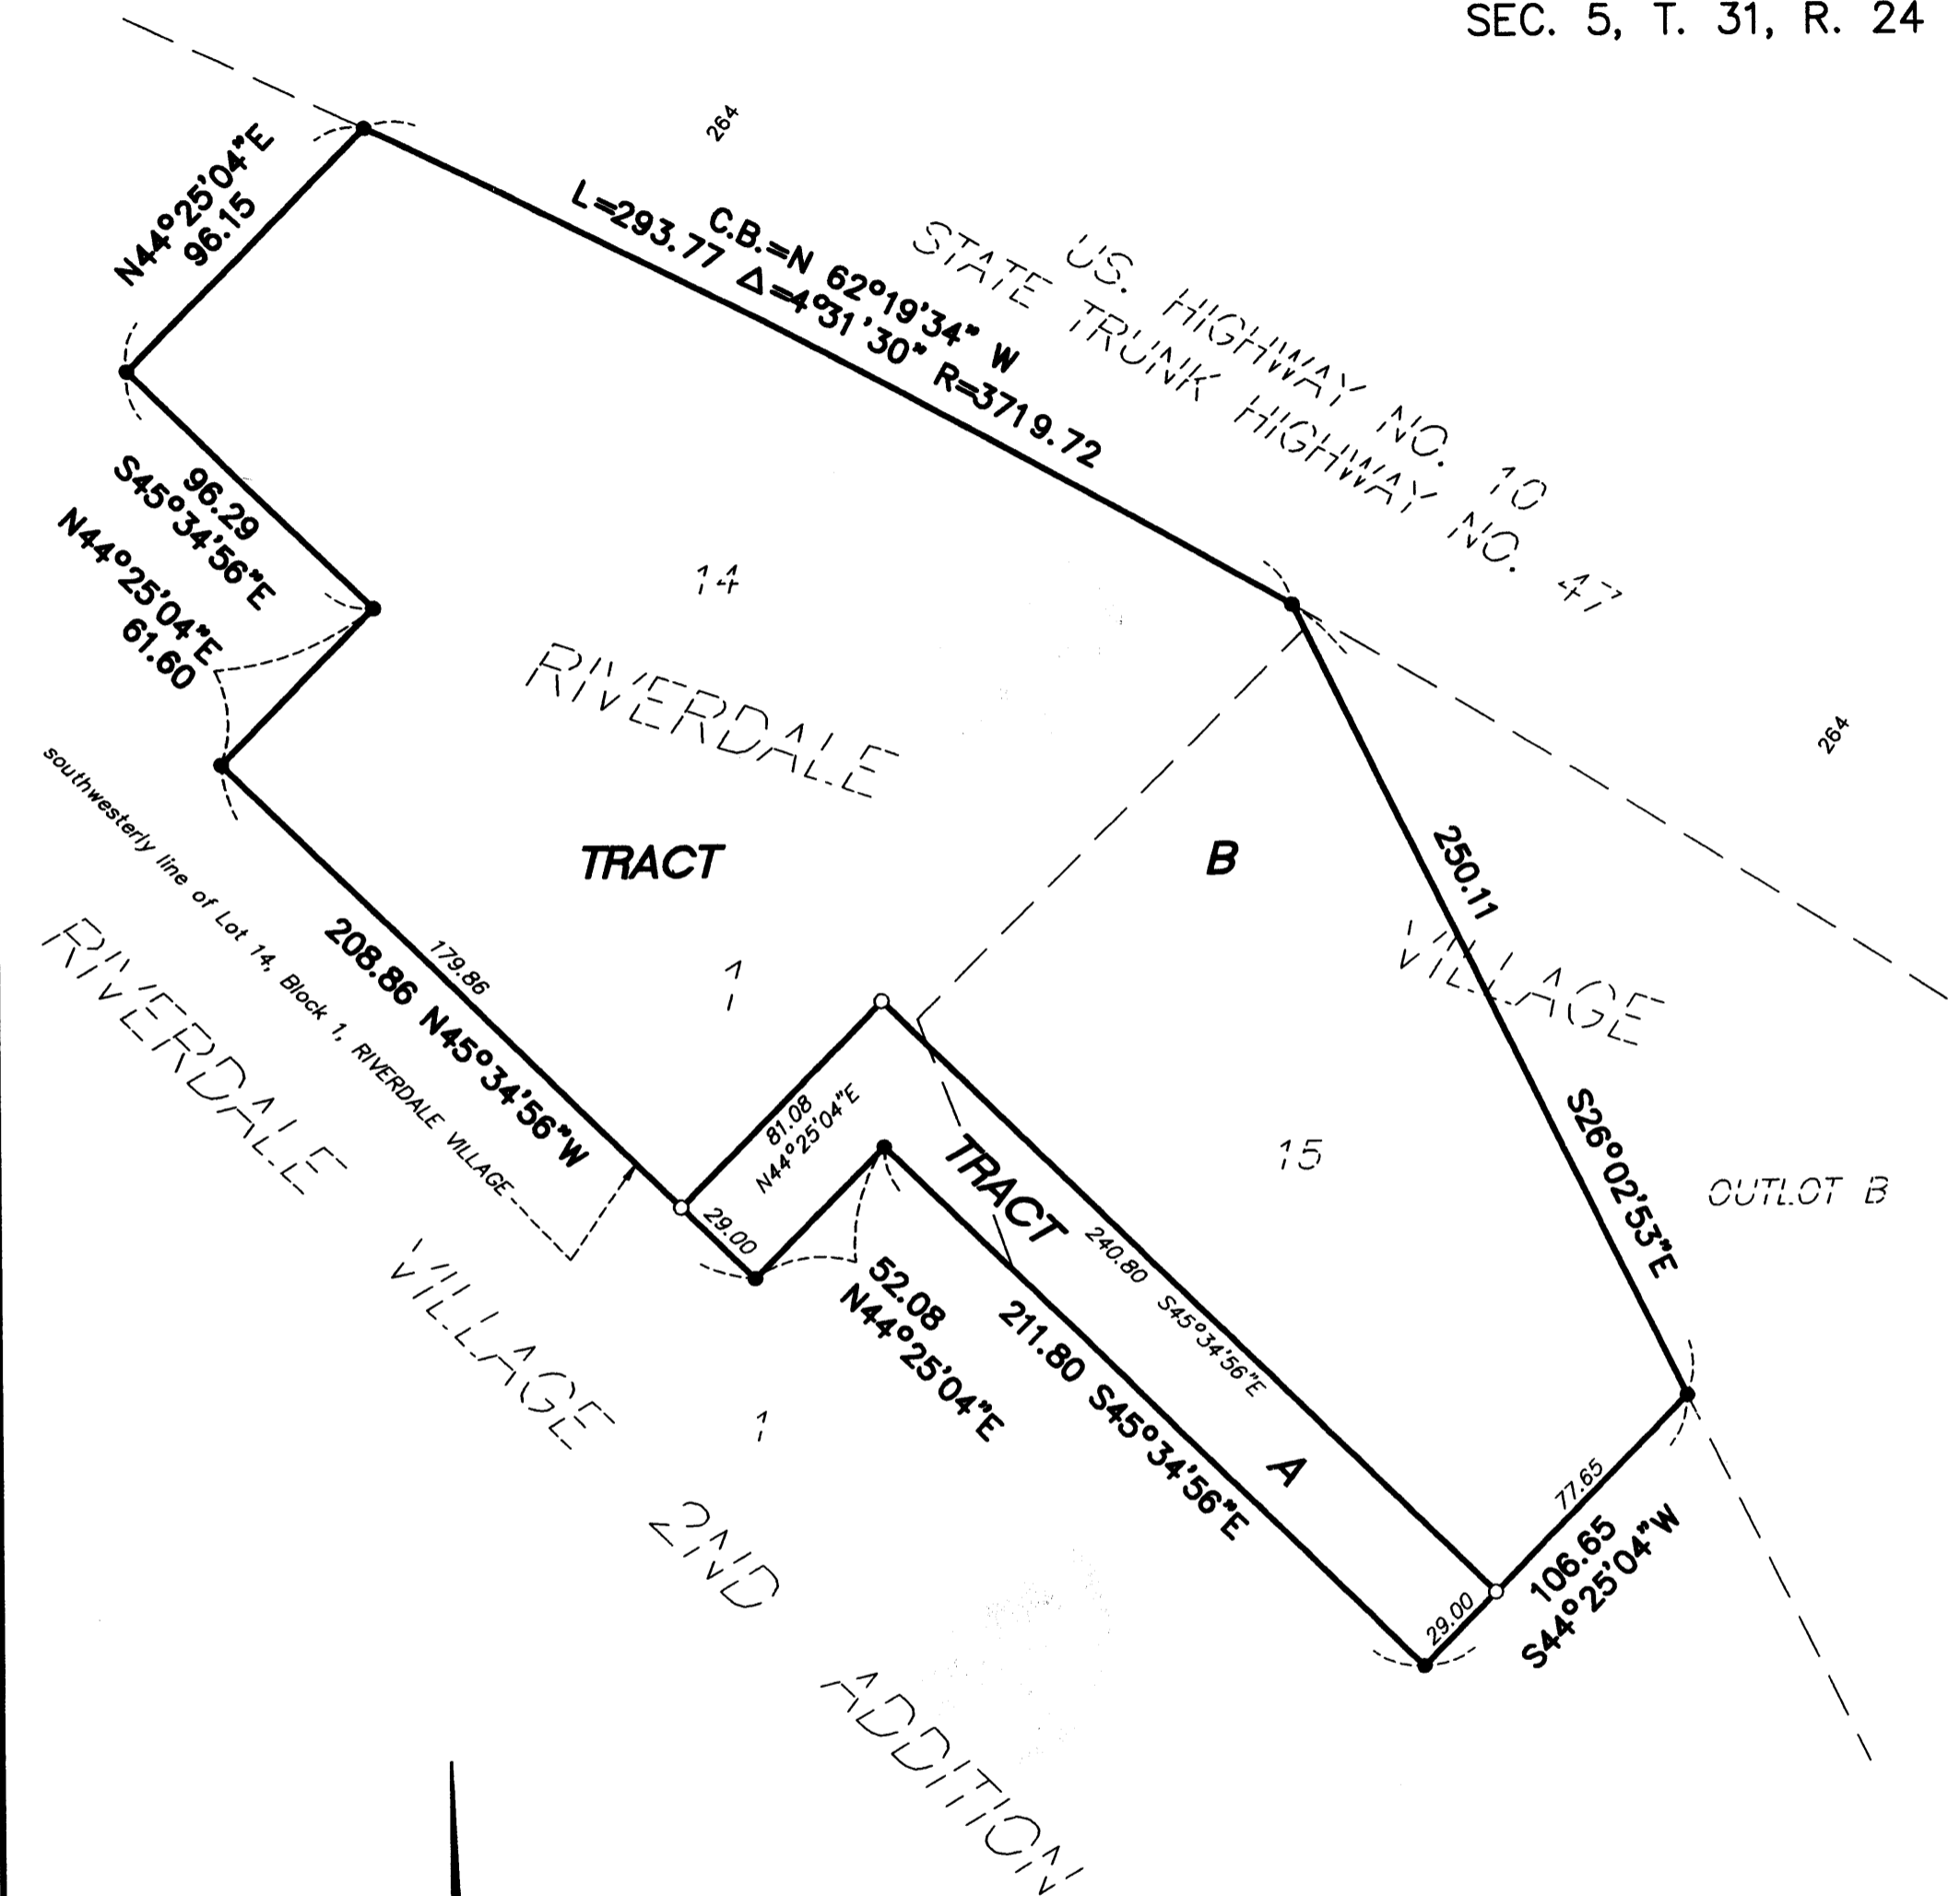 SEC. 5, T. 31, R. 24
264
N44°25'04"E
96.15
C.B.=N 62°19'34" W
L=293.77 Δ=4°31'30" R=3719.72
US. HIGHWAY NO. 10
STATE TRUNK HIGHWAY NO. 47
96.29
S45°34'56"E
N44°25'04"E
61.60
14
RIVERDALE
264
TRACT
B
250.11
VILLAGE
southwesterly line of Lot 14, Block 1, RIVERDALE VILLAGE
179.86
208.86 N45°34'56"W
1
RIVERDALE
81.08
N44°25'04"E
29.00
TRACT
15
S26°02'53"E
OUTLOT B
240.80 S45°34'56"E
52.08
N44°25'04"E
211.80 S45°34'56"E
VILLAGE
1
A
77.65
106.65
S44°25'04"W
29.00
2ND
ADDITION